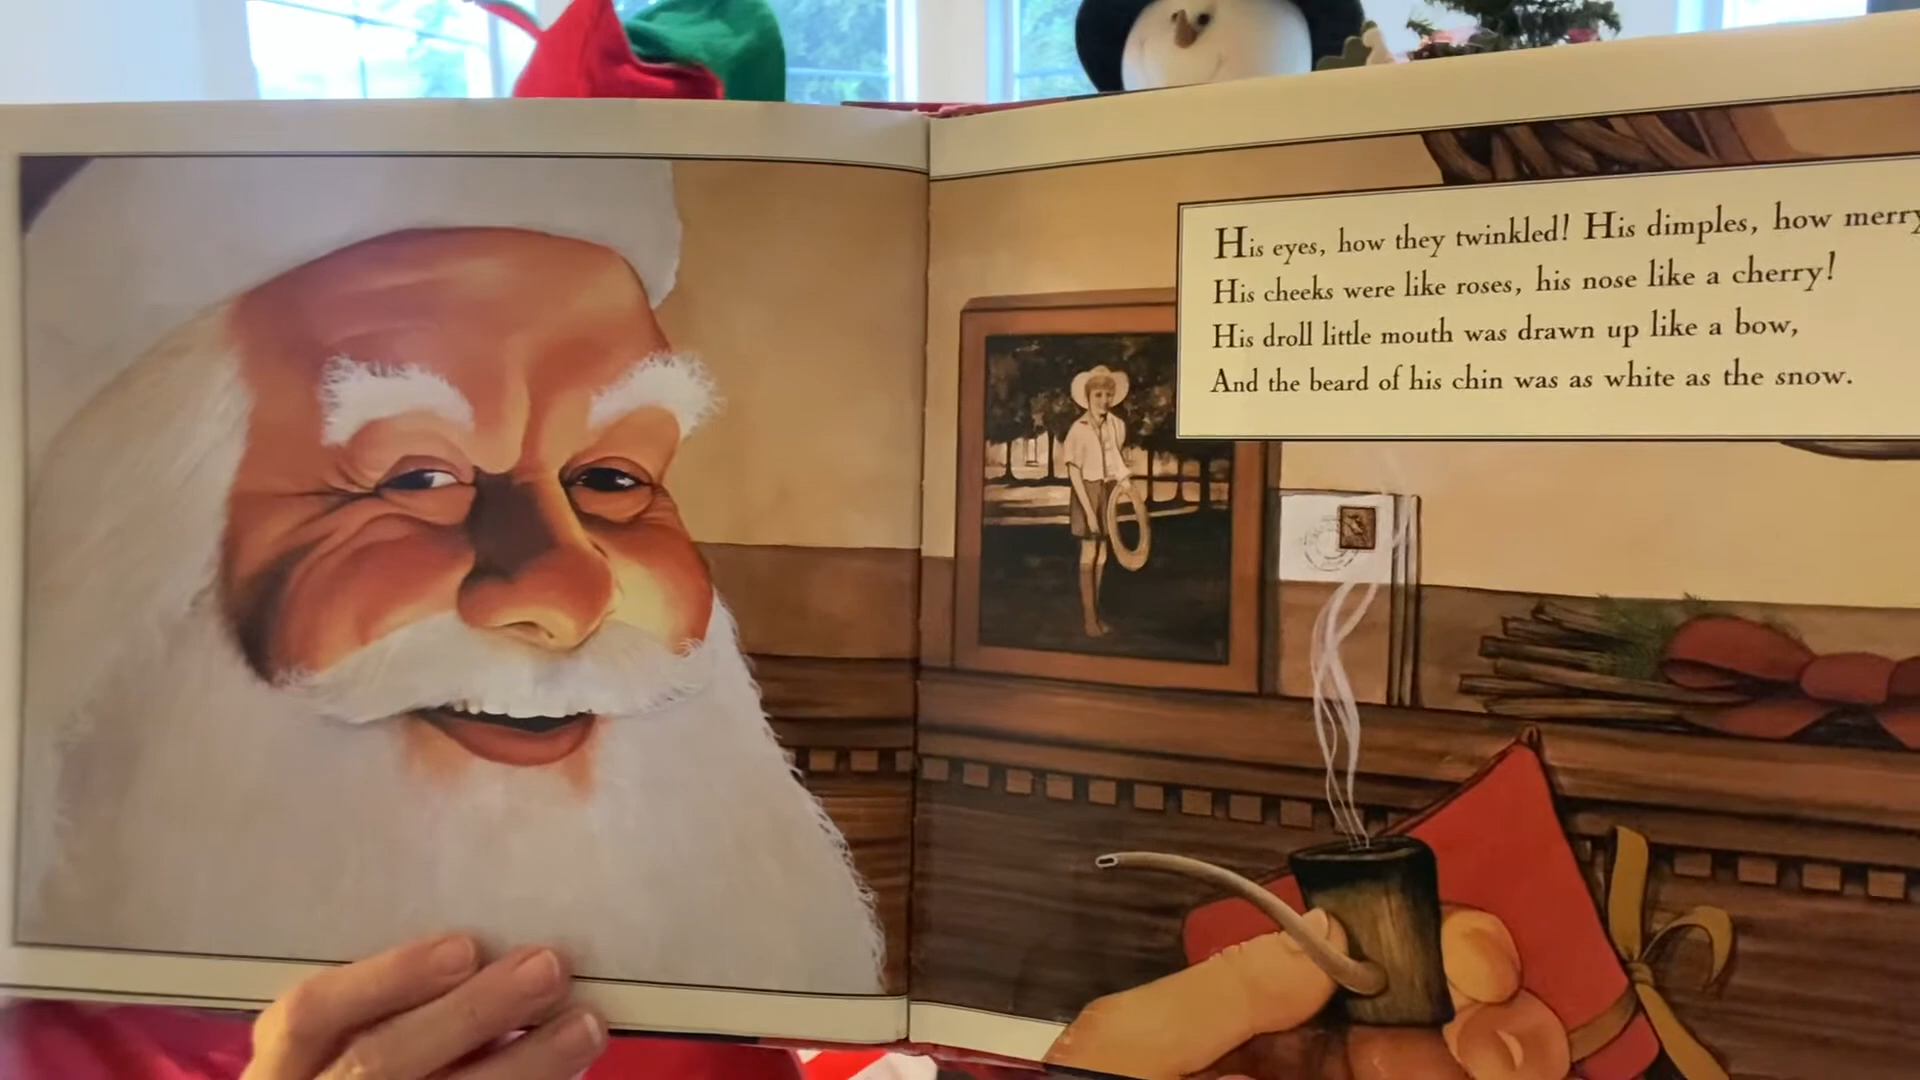 His eyes, how they twinkled! His dimples, how merry
His cheeks were like roses, his nose like a cherry!
His droll little mouth was drawn up like a bow,
And the beard of his chin was as white as the snow.